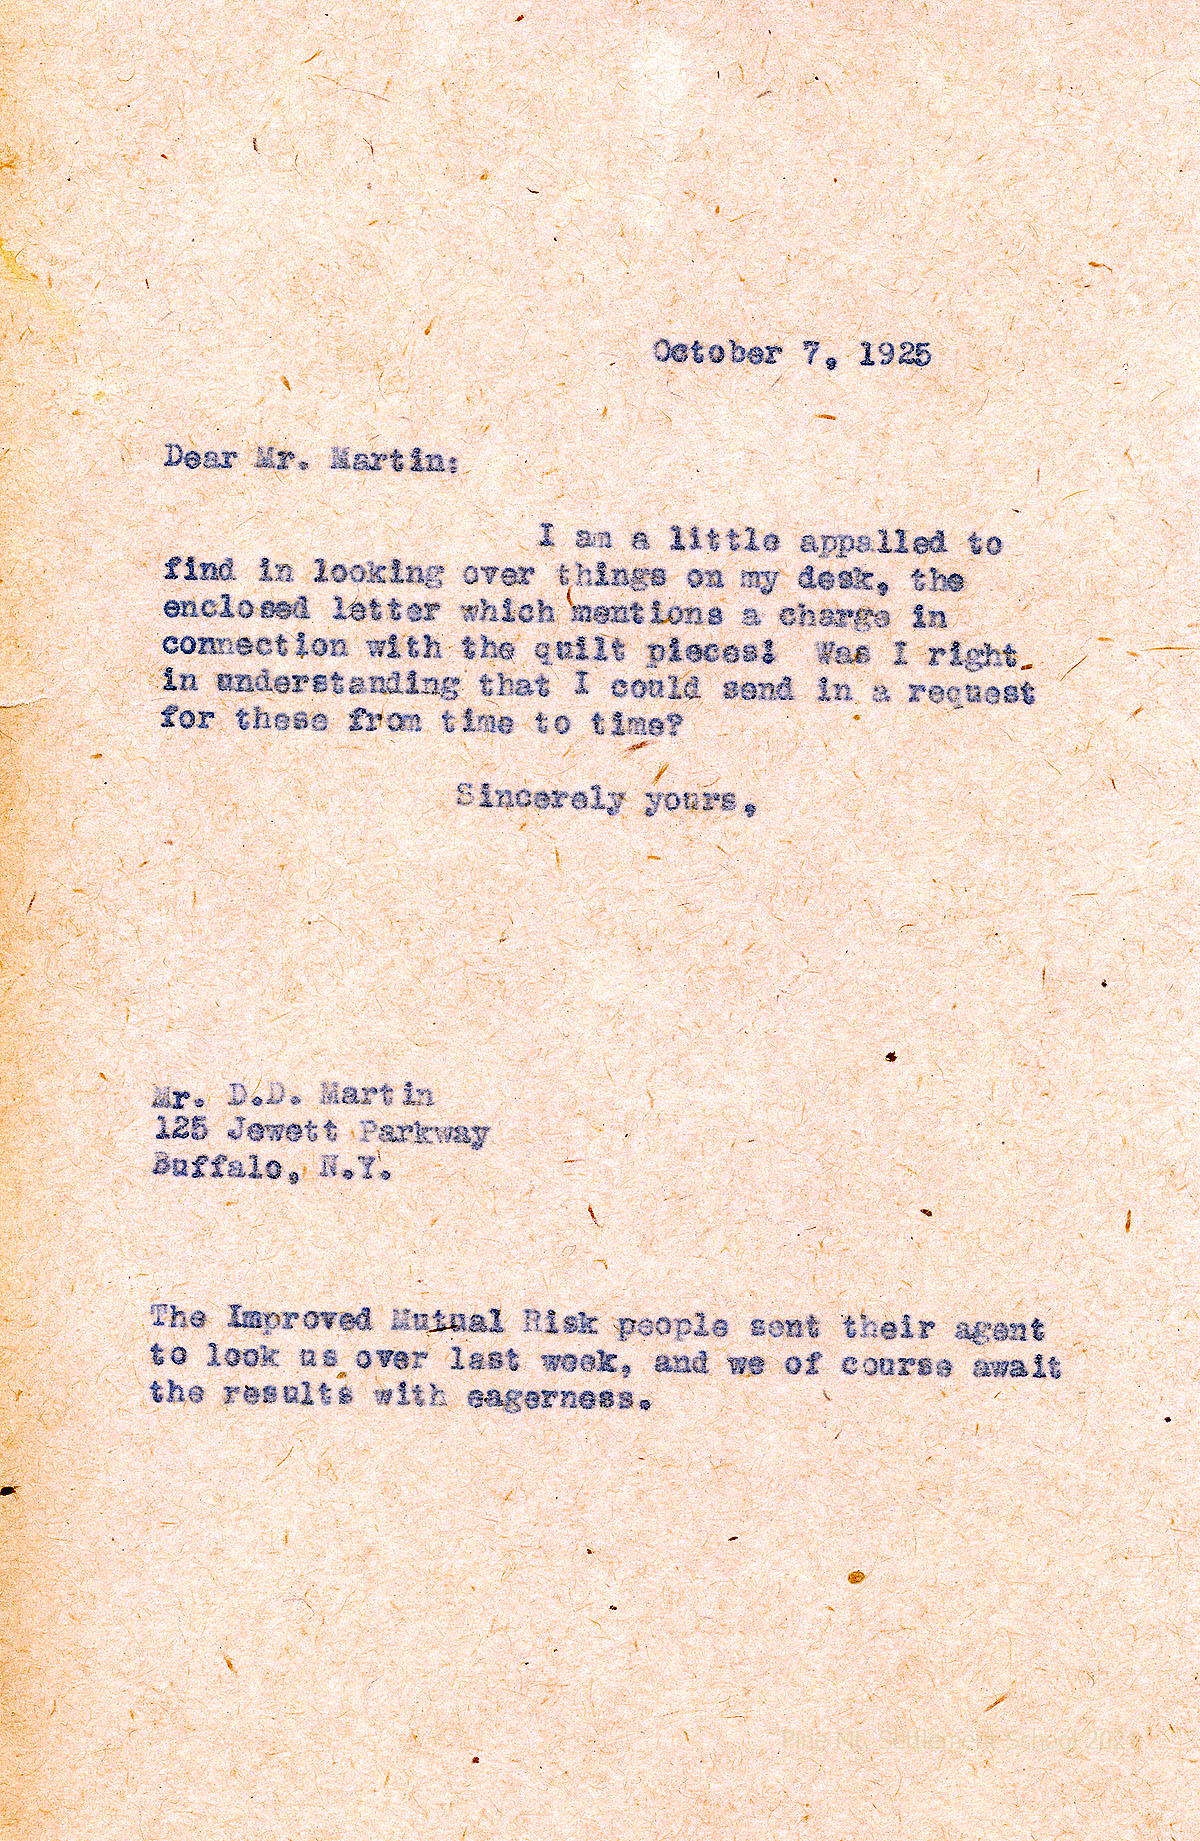 October 7, 1925
Dear Mr. Martin:
I am a little appalled to
find in looking over things on my desk, the
enclosed letter which mentions a charge in
connection with the quilt pieces! Was I right
in understanding that I could send in a request
for these from time to time?
Sincerely yours,
Mr. D.D. Martin
125 Jewett Parkway
Buffalo, N.Y.
The Improved Mutual Risk people sent their agent
to look us over last week, and we of course await
the results with eagerness.
Pine Mt. Settlement School